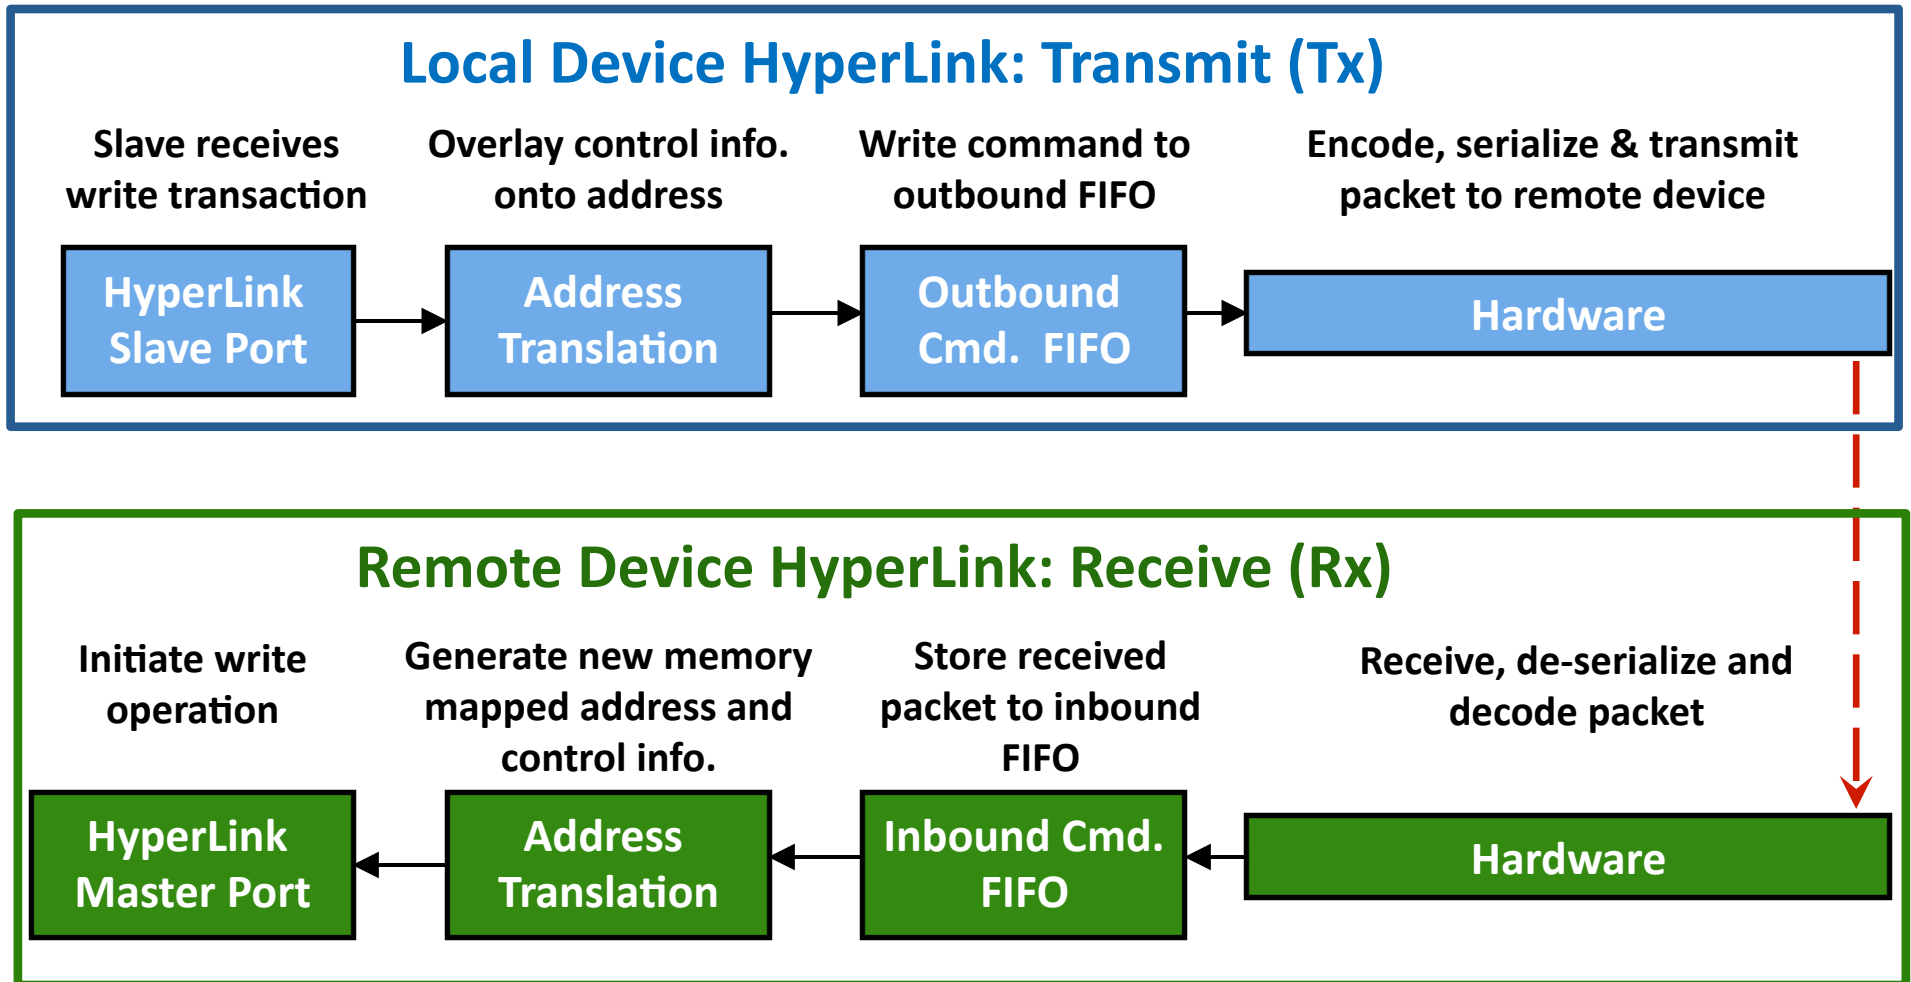 Local Device HyperLink: Transmit (Tx)
Slave receives
write transaction
Overlay control info.
onto address
Write command to
outbound FIFO
Encode, serialize & transmit
packet to remote device
HyperLink
Slave Port
Address
Translation
Outbound
Cmd. FIFO
Hardware
Remote Device HyperLink: Receive (Rx)
Initiate write
operation
Generate new memory
mapped address and
control info.
Store received
packet to inbound
FIFO
Receive, de-serialize and
decode packet
HyperLink
Master Port
Address
Translation
Inbound Cmd.
FIFO
Hardware